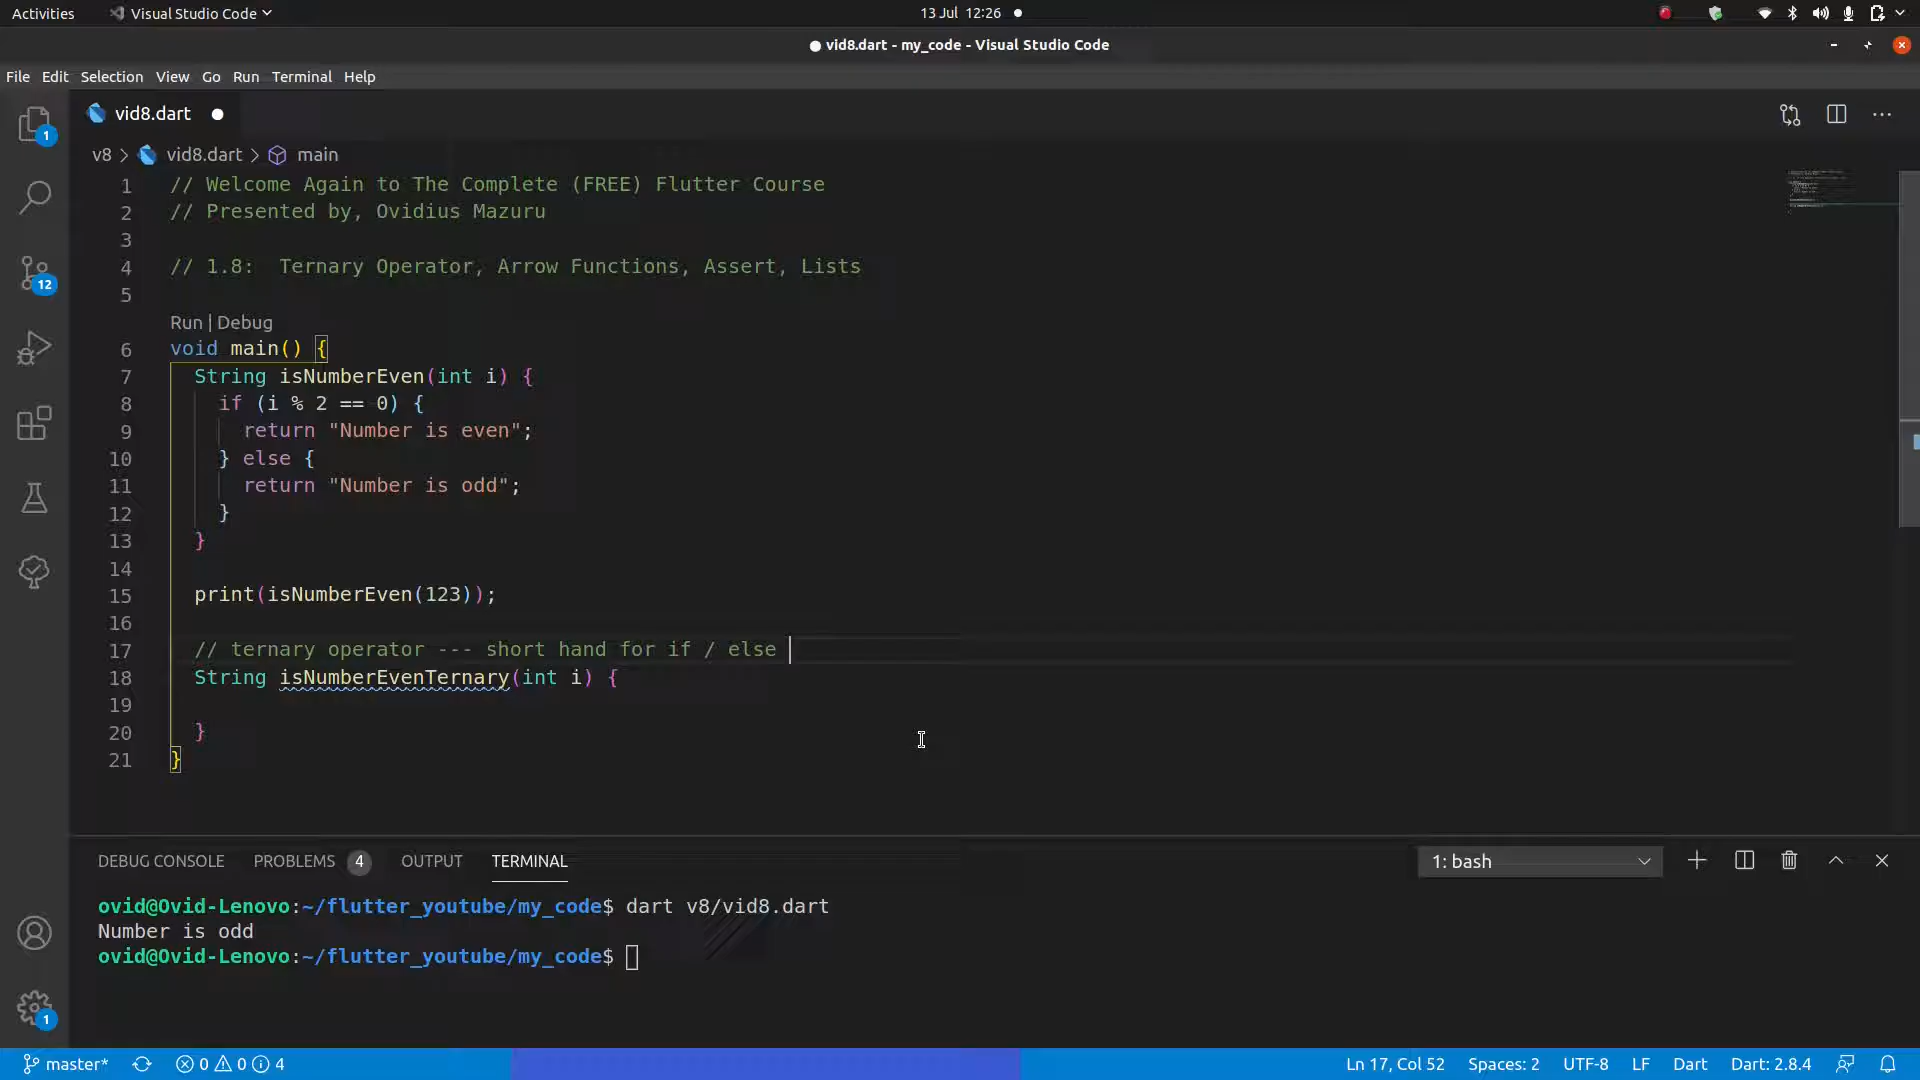 Activities Visual Studio Code 13 Jul 12:26
vid8.dart - my_code - Visual Studio Code
File Edit Selection View Go Run Terminal Help
vid8.dart
v8 > vid8.dart > main
1 // Welcome Again to The Complete (FREE) Flutter Course
2 // Presented by, Ovidius Mazuru
3
4 // 1.8:  Ternary Operator, Arrow Functions, Assert, Lists
5
Run | Debug
6 void main() {
7   String isNumberEven(int i) {
8     if (i % 2 == 0) {
9       return "Number is even";
10     } else {
11       return "Number is odd";
12     }
13   }
14
15   print(isNumberEven(123));
16
17   // ternary operator --- short hand for if / else
18   String isNumberEvenTernary(int i) {
19
20   }
21 }
1
12
1
DEBUG CONSOLE PROBLEMS 4 OUTPUT TERMINAL 1: bash
ovid@Ovid-Lenovo:~/flutter_youtube/my_code$ dart v8/vid8.dart
Number is odd
ovid@Ovid-Lenovo:~/flutter_youtube/my_code$
master* 0 0 4 Ln 17, Col 52 Spaces: 2 UTF-8 LF Dart Dart: 2.8.4